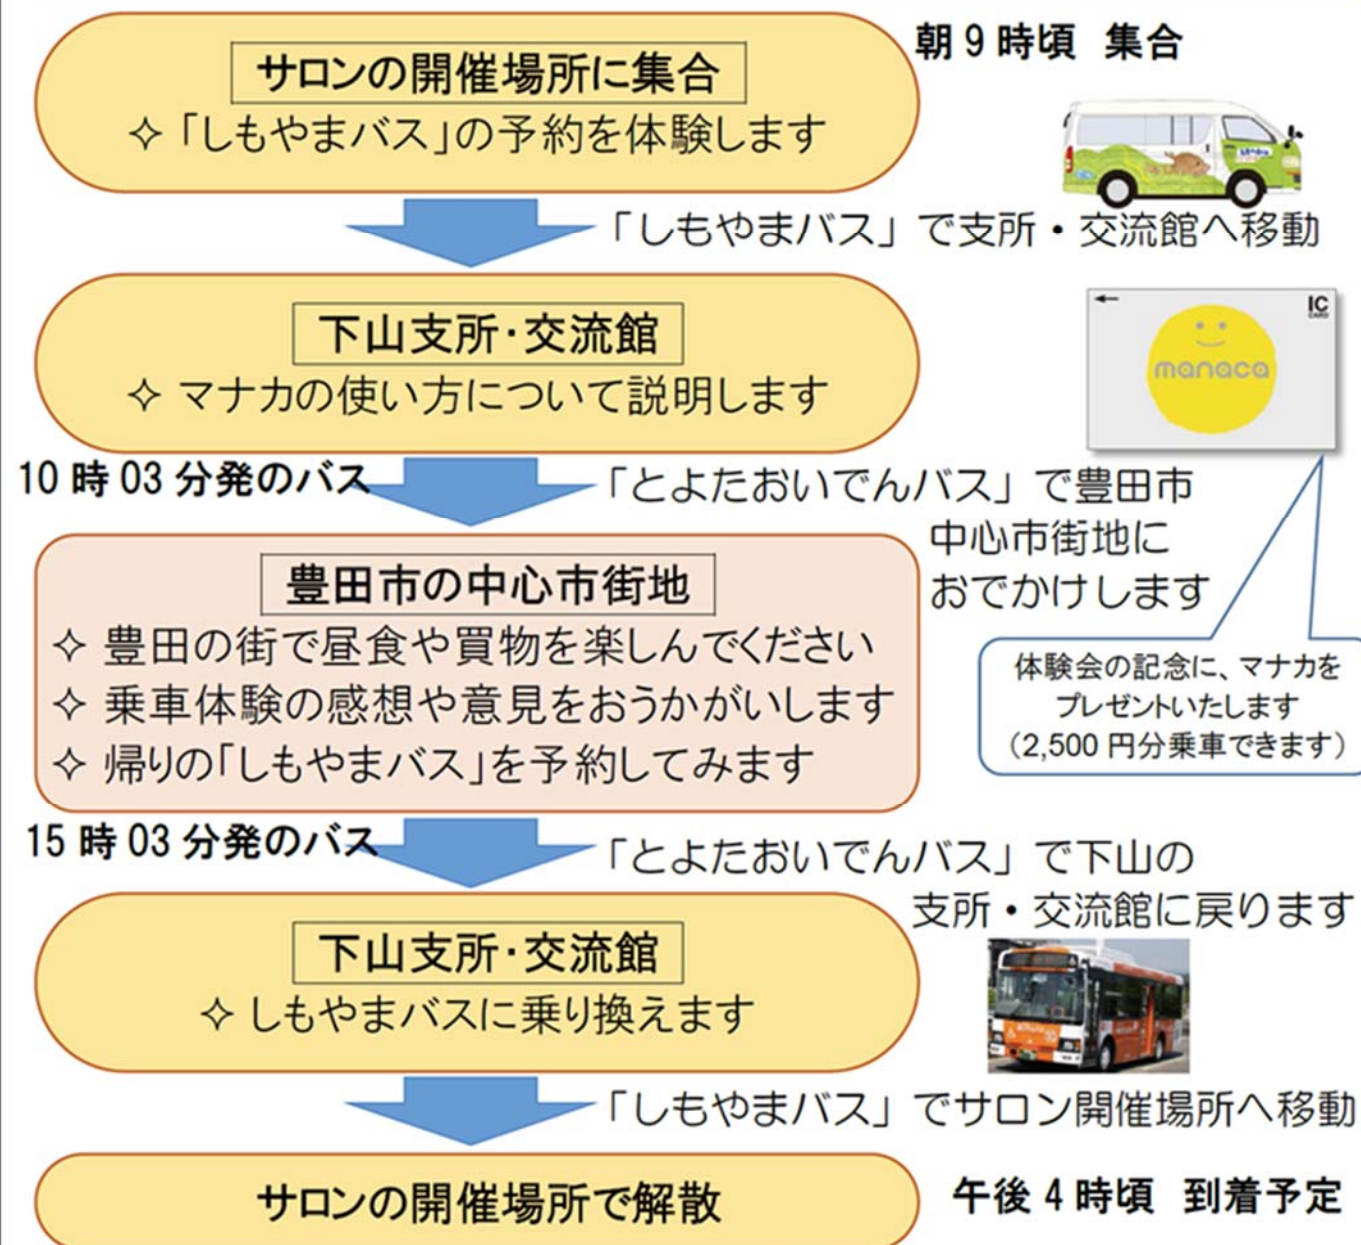 朝9時頃 集合
サロンの開催場所に集合
✧「しもやまバス」の予約を体験します
「しもやまバス」で支所・交流館へ移動
下山支所・交流館
✧ マナカの使い方について説明します
IC
CARD
manaca
10時03分発のバス
「とよたおいでんバス」で豊田市
中心市街地に
おでかけします
豊田市の中心市街地
✧ 豊田の街で昼食や買物を楽しんでください
✧ 乗車体験の感想や意見をおうかがいします
✧ 帰りの「しもやまバス」を予約してみます
体験会の記念に、マナカを
プレゼントいたします
（2,500円分乗車できます）
15時03分発のバス
「とよたおいでんバス」で下山の
支所・交流館に戻ります
下山支所・交流館
✧ しもやまバスに乗り換えます
「しもやまバス」でサロン開催場所へ移動
サロンの開催場所で解散
午後4時頃 到着予定